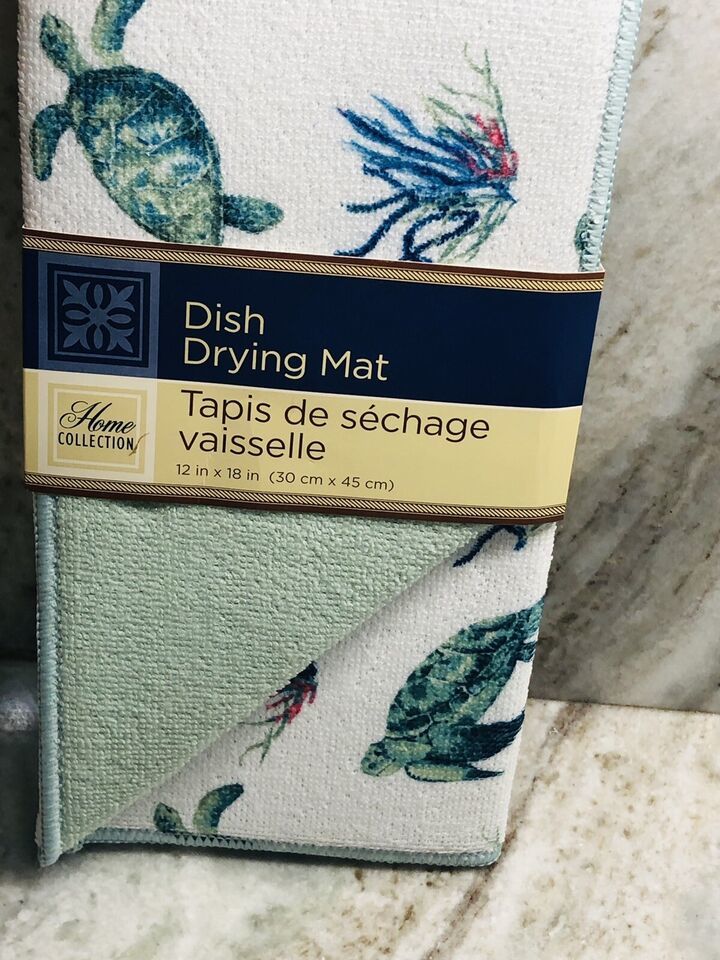 Dish
Drying Mat
Home
COLLECTION
Tapis de séchage
vaisselle
12 in x 18 in (30 cm x 45 cm)